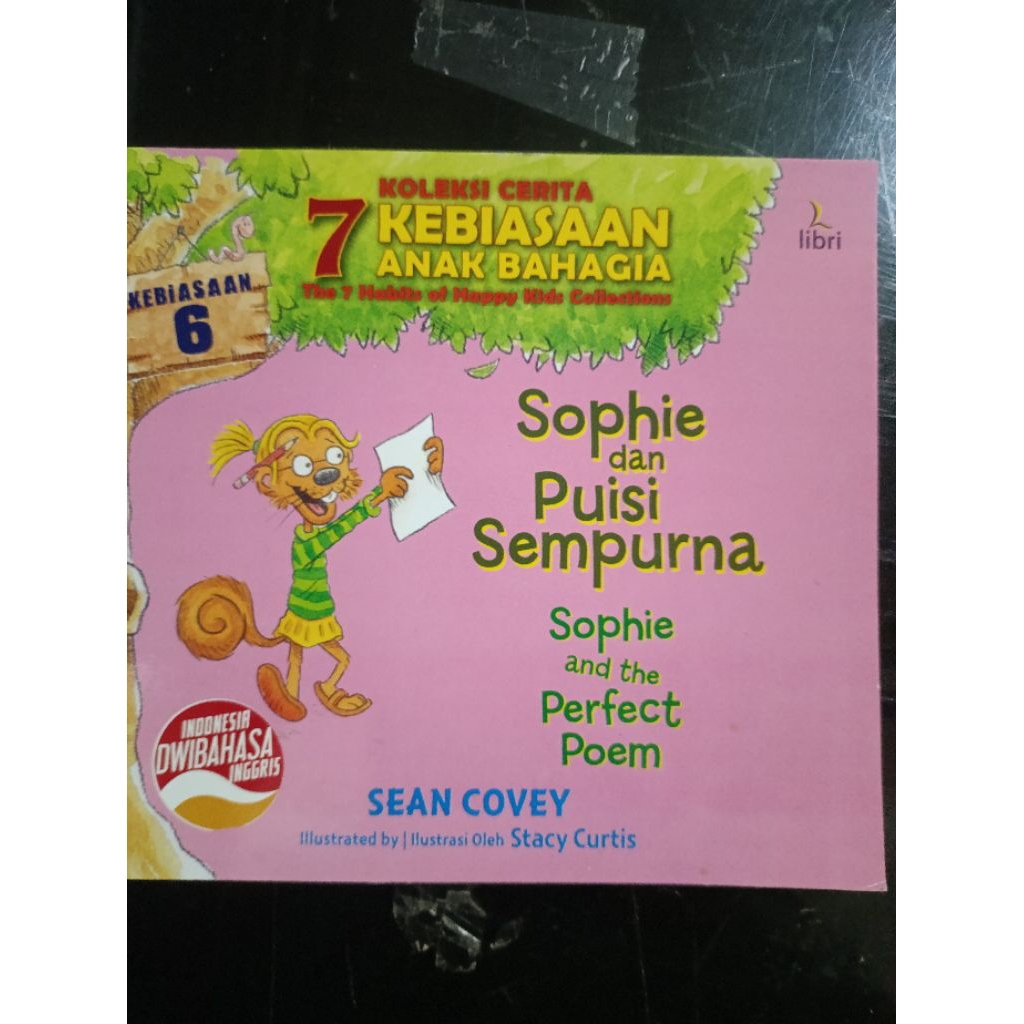 KOLEKSI CERITA
7 KEBIASAAN
ANAK BAHAGIA
The 7 Habits of Happy Kids Collections
libri
KEBIASAAN
6
Sophie
dan
Puisi
Sempurna
Sophie
and the
Perfect
Poem
INDONESIA
DWIBAHASA
INGGRIS
SEAN COVEY
Illustrated by | Ilustrasi Oleh Stacy Curtis